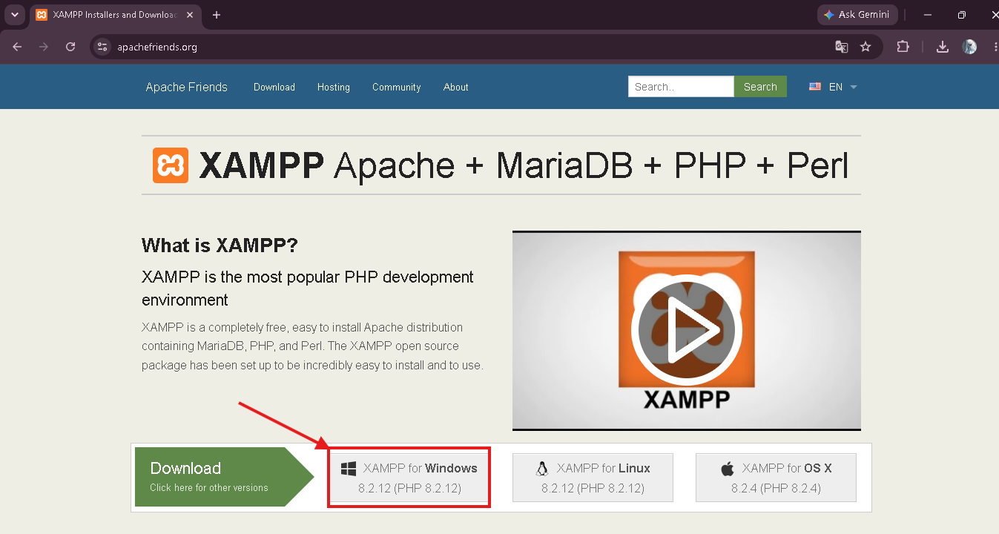 XAMPP Installers and Downloa
Ask Gemini
apachefriends.org
Apache Friends
Download
Hosting
Community
About
Search..
Search
EN
XAMPP Apache + MariaDB + PHP + Perl
What is XAMPP?
XAMPP is the most popular PHP development
environment
XAMPP is a completely free, easy to install Apache distribution
containing MariaDB, PHP, and Perl. The XAMPP open source
package has been set up to be incredibly easy to install and to use.
XAMPP
Download
Click here for other versions
XAMPP for Windows
8.2.12 (PHP 8.2.12)
XAMPP for Linux
8.2.12 (PHP 8.2.12)
XAMPP for OS X
8.2.4 (PHP 8.2.4)